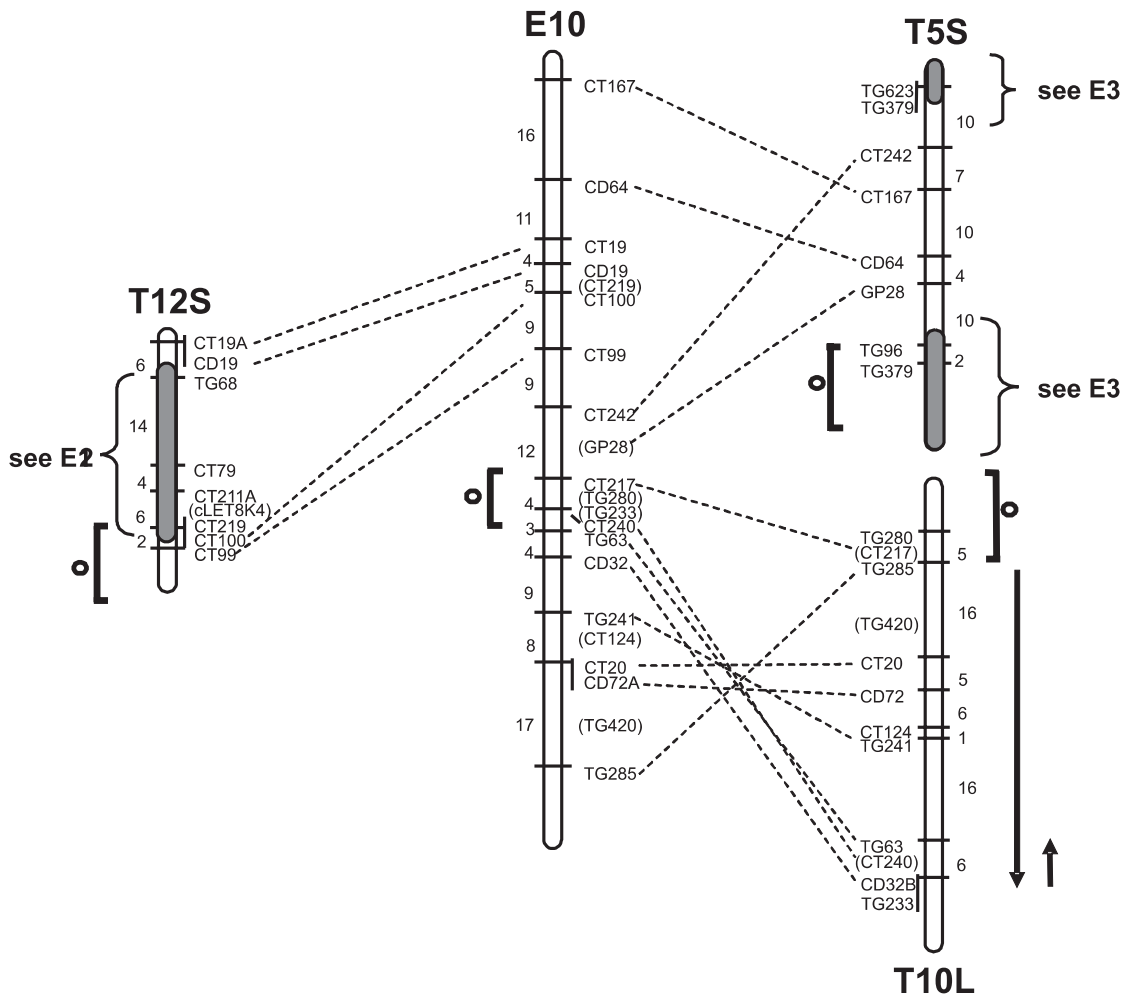 E10
T5S
CT167
see E3
TG623
TG379
10
16
CT242
7
CD64
CT167
11
10
CT19
4
CD19
(CT219)
5
CT100
CD64
4
GP28
T12S
9
10
CT19A
6
CD19
TG68
CT99
TG96
2
TG379
see E3
9
14
CT242
12
(GP28)
see E12
CT79
4
CT211A
(cLET8K4)
6
CT219
CT100
2
CT99
CT217
(TG280)
4
(TG233)
CT240
3
TG63
4
CD32
TG280
(CT217)
5
TG285
9
16
TG241
(CT124)
(TG420)
8
CT20
CD72A
CT20
5
CD72
6
17
(TG420)
CT124
1
TG241
TG285
16
TG63
(CT240)
6
CD32B
TG233
T10L